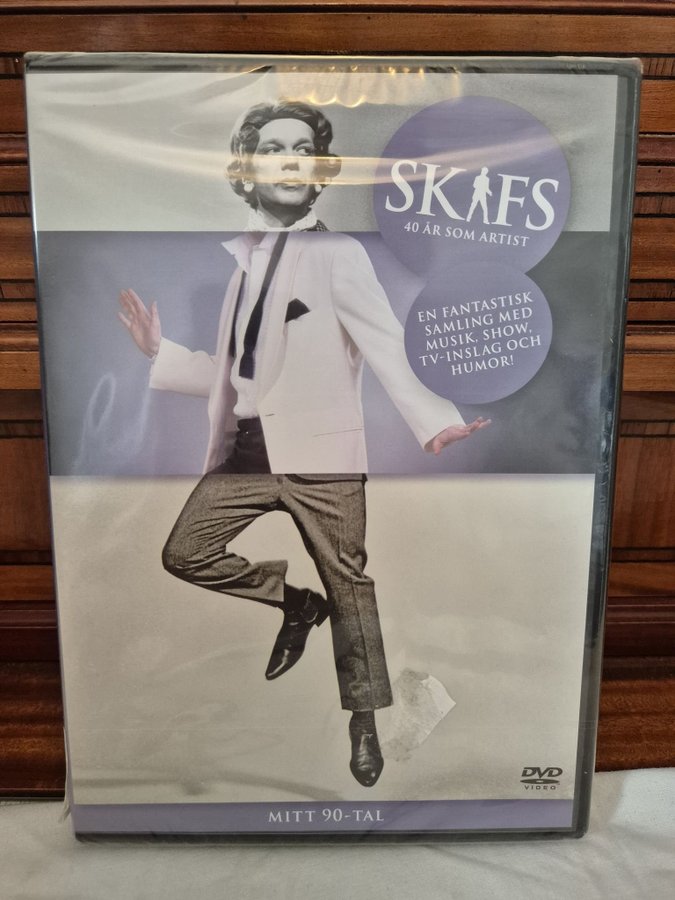 SKIFS
40 ÅR SOM ARTIST
EN FANTASTISK
SAMLING MED
MUSIK, SHOW,
TV-INSLAG OCH
HUMOR!
DVD
VIDEO
MITT 90-TAL